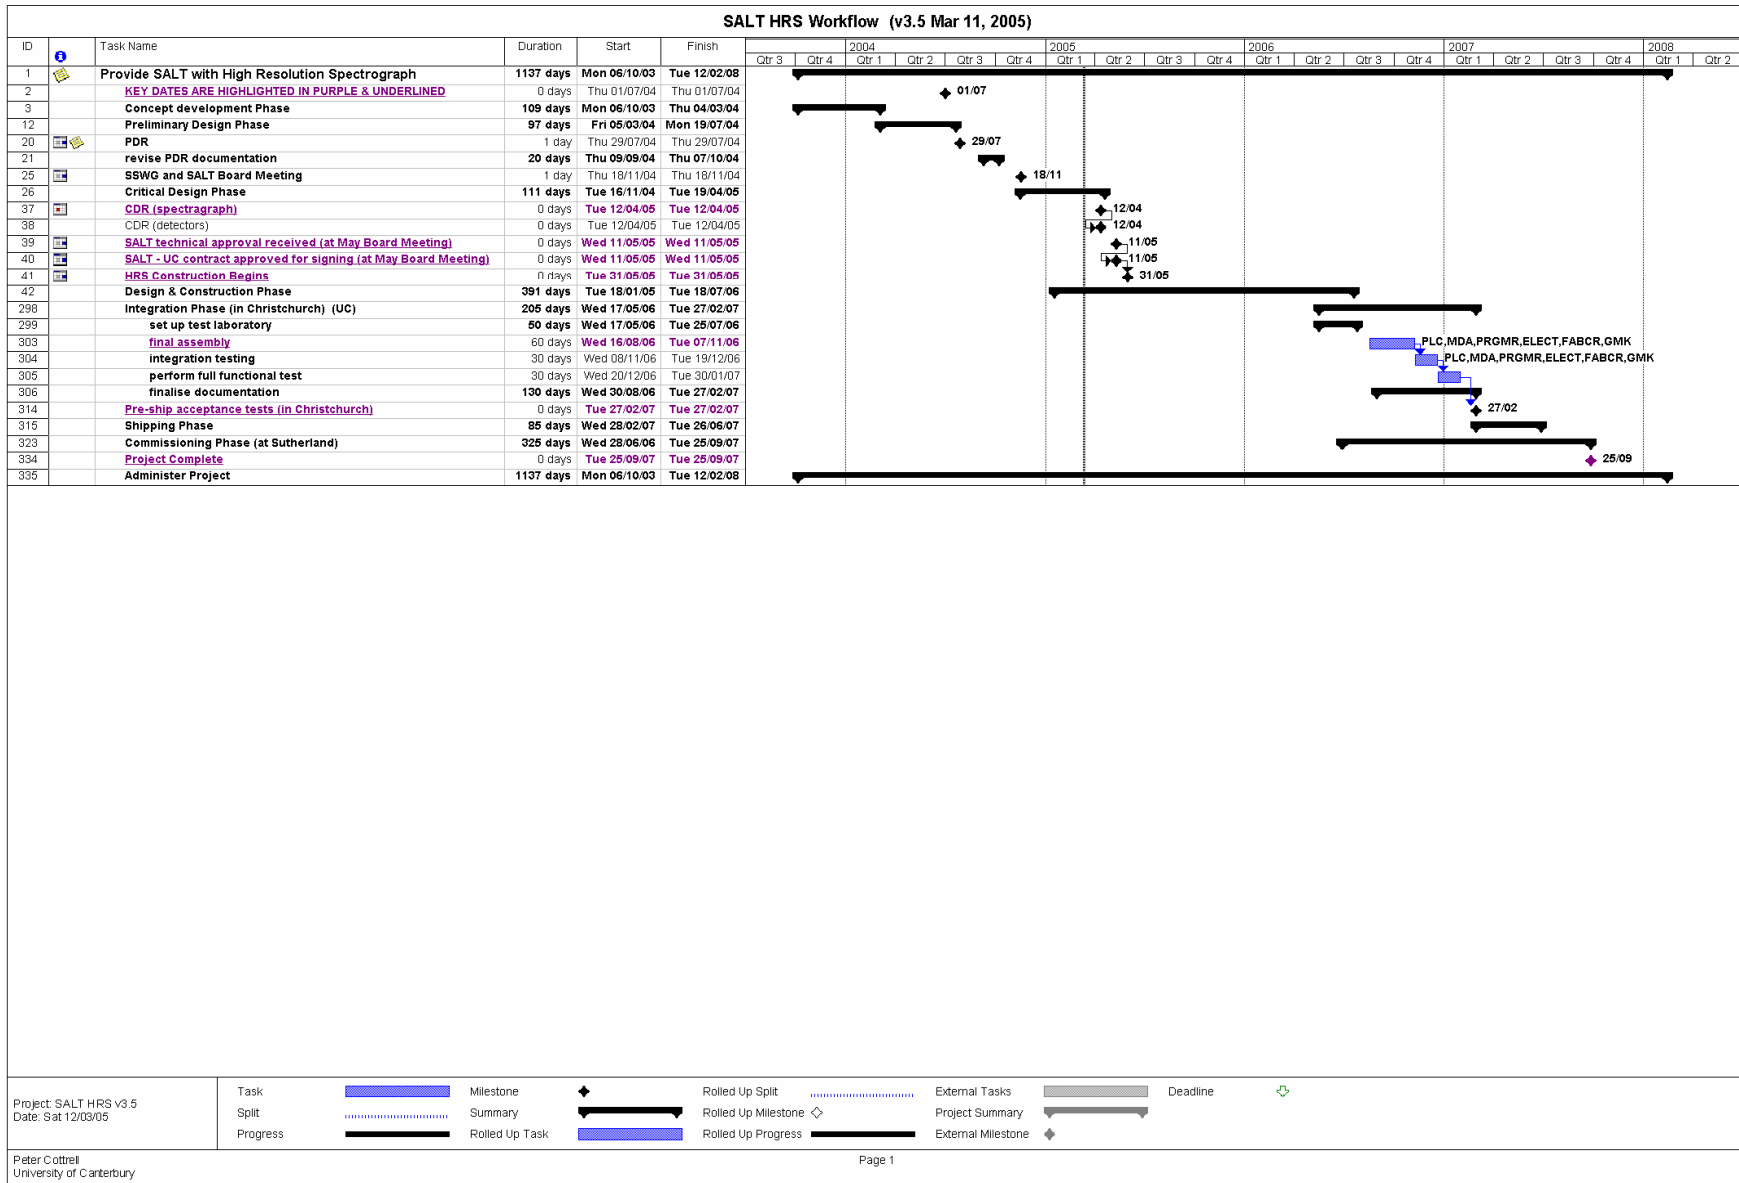 SALT HRS Workflow (v3.5 Mar 11, 2005)
ID Task Name Duration Start Finish 2004 2005 2006 2007 2008
Qtr 3 Qtr 4 Qtr 1 Qtr 2 Qtr 3 Qtr 4 Qtr 1 Qtr 2 Qtr 3 Qtr 4 Qtr 1 Qtr 2 Qtr 3 Qtr 4 Qtr 1 Qtr 2 Qtr 3 Qtr 4 Qtr 1 Qtr 2
1 Provide SALT with High Resolution Spectrograph 1137 days Mon 06/10/03 Tue 12/02/08
2 KEY DATES ARE HIGHLIGHTED IN PURPLE & UNDERLINED 0 days Thu 01/07/04 Thu 01/07/04 01/07
3 Concept development Phase 109 days Mon 06/10/03 Thu 04/03/04
12 Preliminary Design Phase 97 days Fri 05/03/04 Mon 19/07/04
20 PDR 1 day Thu 29/07/04 Thu 29/07/04 29/07
21 revise PDR documentation 20 days Thu 09/09/04 Thu 07/10/04
25 SSWG and SALT Board Meeting 1 day Thu 18/11/04 Thu 18/11/04 18/11
26 Critical Design Phase 111 days Tue 16/11/04 Tue 19/04/05
37 CDR (spectragraph) 0 days Tue 12/04/05 Tue 12/04/05 12/04
38 CDR (detectors) 0 days Tue 12/04/05 Tue 12/04/05 12/04
39 SALT technical approval received (at May Board Meeting) 0 days Wed 11/05/05 Wed 11/05/05 11/05
40 SALT - UC contract approved for signing (at May Board Meeting) 0 days Wed 11/05/05 Wed 11/05/05 11/05
41 HRS Construction Begins 0 days Tue 31/05/05 Tue 31/05/05 31/05
42 Design & Construction Phase 391 days Tue 18/01/05 Tue 18/07/06
298 Integration Phase (in Christchurch) (UC) 205 days Wed 17/05/06 Tue 27/02/07
299 set up test laboratory 50 days Wed 17/05/06 Tue 25/07/06
303 final assembly 60 days Wed 16/08/06 Tue 07/11/06 PLC,MDA,PRGMR,ELECT,FABCR,GMK
304 integration testing 30 days Wed 08/11/06 Tue 19/12/06 PLC,MDA,PRGMR,ELECT,FABCR,GMK
305 perform full functional test 30 days Wed 20/12/06 Tue 30/01/07
306 finalise documentation 130 days Wed 30/08/06 Tue 27/02/07
314 Pre-ship acceptance tests (in Christchurch) 0 days Tue 27/02/07 Tue 27/02/07 27/02
315 Shipping Phase 85 days Wed 28/02/07 Tue 26/06/07
323 Commissioning Phase (at Sutherland) 325 days Wed 28/06/06 Tue 25/09/07
334 Project Complete 0 days Tue 25/09/07 Tue 25/09/07 25/09
335 Administer Project 1137 days Mon 06/10/03 Tue 12/02/08
Project: SALT HRS v3.5
Date: Sat 12/03/05
Task Milestone Rolled Up Split External Tasks Deadline
Split Summary Rolled Up Milestone Project Summary
Progress Rolled Up Task Rolled Up Progress External Milestone
Peter Cottrell
University of Canterbury
Page 1